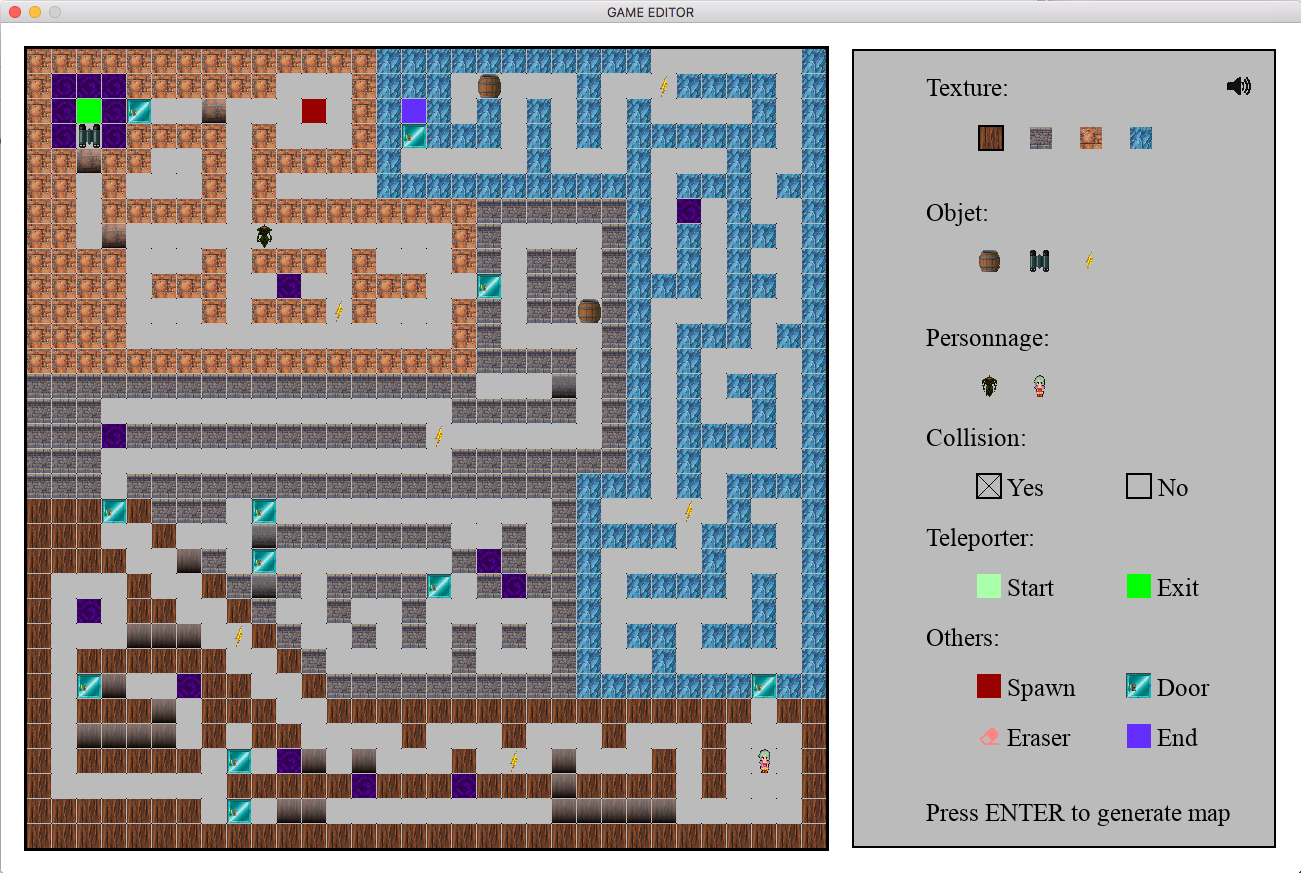 GAME EDITOR
Texture:
Objet:
Personnage:
Collision:
Yes No
Teleporter:
Start Exit
Others:
Spawn Door
Eraser End
Press ENTER to generate map